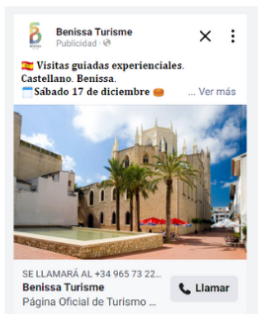 Benissa Turisme
Publicidad ·
🇪🇸 Visitas guiadas experienciales.
Castellano. Benissa.
🗓️Sábado 17 de diciembre 🥯 ... Ver más
SE LLAMARÁ AL +34 965 73 22...
Benissa Turisme
Página Oficial de Turismo ...
Llamar